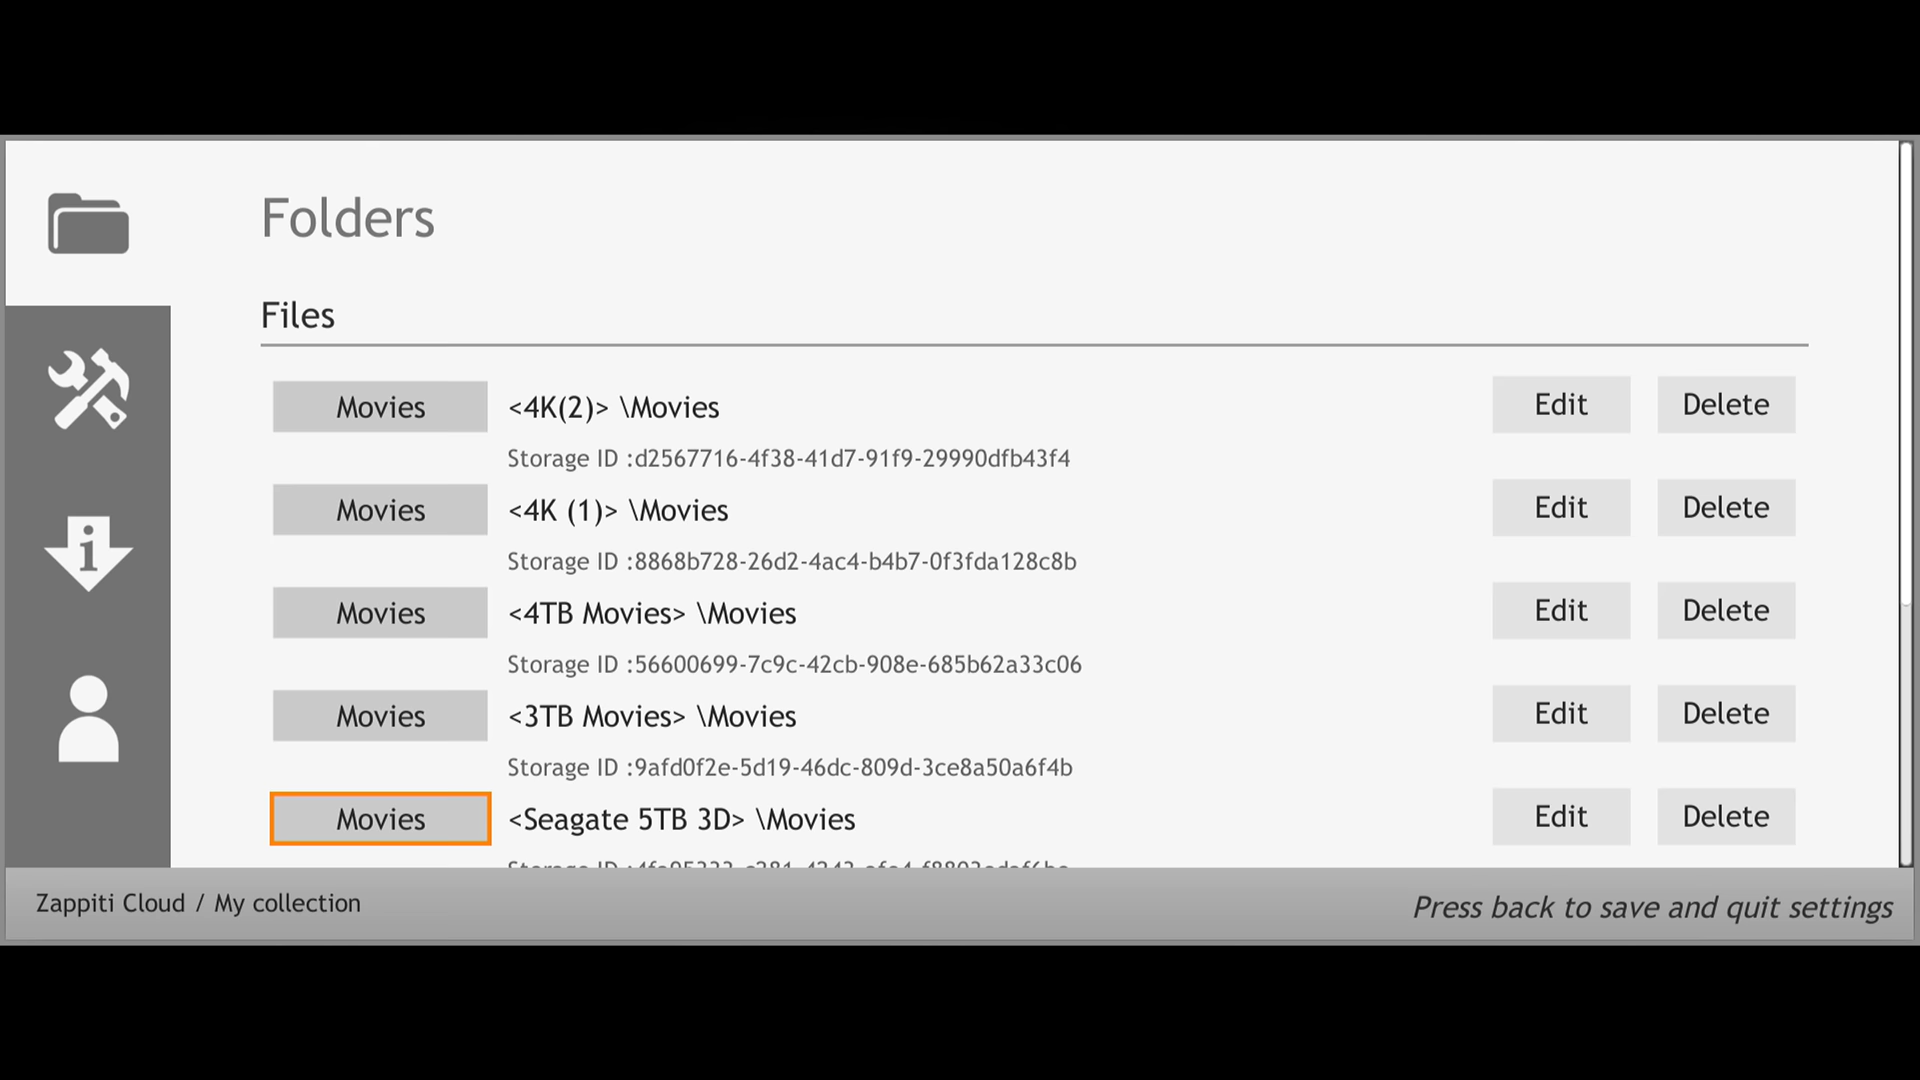 Folders
Files
Movies <4K(2)> \Movies Edit Delete
Storage ID :d2567716-4f38-41d7-91f9-29990dfb43f4
Movies <4K (1)> \Movies Edit Delete
Storage ID :8868b728-26d2-4ac4-b4b7-0f3fda128c8b
Movies <4TB Movies> \Movies Edit Delete
Storage ID :56600699-7c9c-42cb-908e-685b62a33c06
Movies <3TB Movies> \Movies Edit Delete
Storage ID :9afd0f2e-5d19-46dc-809d-3ce8a50a6f4b
Movies <Seagate 5TB 3D> \Movies Edit Delete
Storage ID
Zappiti Cloud / My collection
Press back to save and quit settings